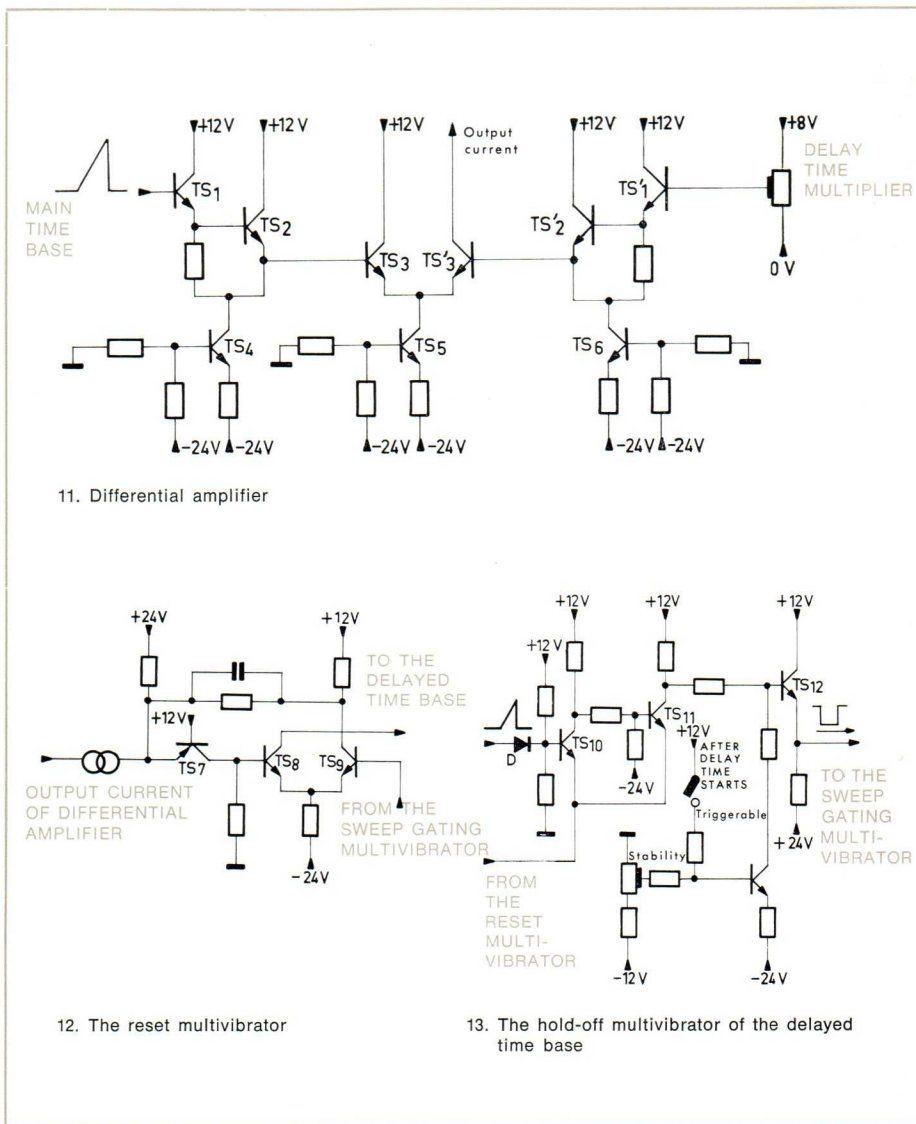 +12V +12V +12V Output current +12V +12V +8V
DELAY
TIME
MULTIPLIER
MAIN
TIME
BASE
TS1
TS2
TS3
TS'3
TS'2
TS'1
0V
TS4
TS5
TS6
-24V -24V -24V -24V -24V -24V
11. Differential amplifier
+24V
+12V
TO THE
DELAYED
TIME BASE
+12V
TS7
TS8
TS9
OUTPUT CURRENT
OF DIFFERENTIAL
AMPLIFIER
FROM THE
SWEEP GATING
MULTIVIBRATOR
-24V
12. The reset multivibrator
+12V +12V +12V
+12V
TS12
TS11
TS10
D
+12V
AFTER
DELAY
TIME
STARTS
-24V
Triggerable
TO THE
SWEEP
GATING
MULTI-
VIBRATOR
+24V
Stability
FROM
THE
RESET
MULTI-
VIBRATOR
-12V
-24V
13. The hold-off multivibrator of the delayed
time base